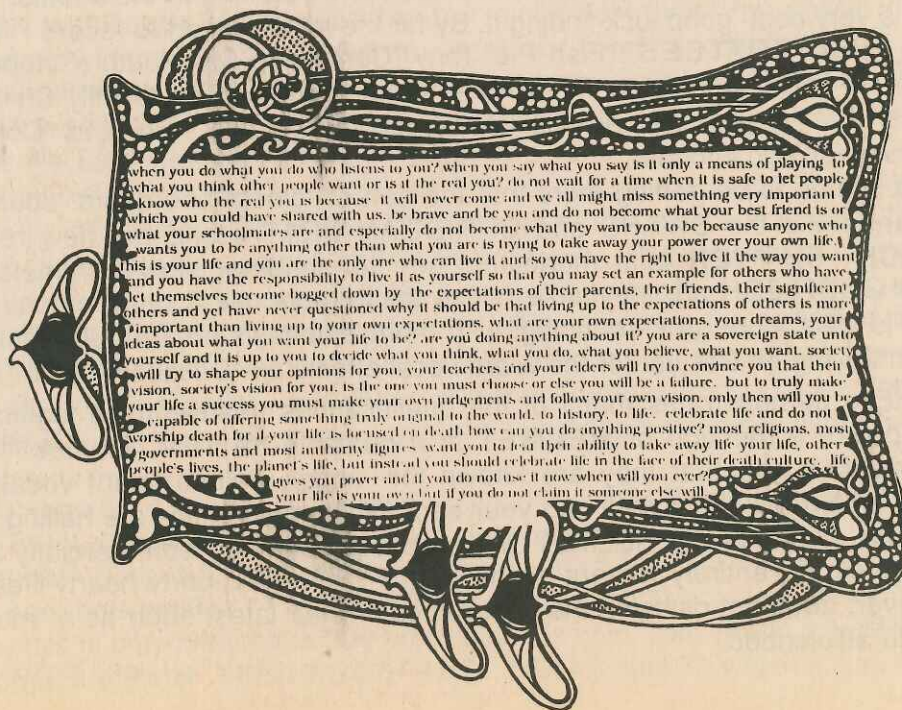 when you do what you do who listens to you? when you say what you say is it only a means of playing to
what you think other people want or is it the real you? do not wait for a time when it is safe to let people
know who the real you is because it will never come and we all might miss something very important
which you could have shared with us. be brave and be you and do not become what your best friend is or
what your schoolmates are and especially do not become what they want you to be because anyone who
wants you to be anything other than what you are is trying to take away your power over your own life.
this is your life and you are the only one who can live it and so you have the right to live it the way you want
and you have the responsibility to live it as yourself so that you may set an example for others who have
let themselves become bogged down by the expectations of their parents, their friends, their significant
others and yet have never questioned why it should be that living up to the expectations of others is more
important than living up to your own expectations. what are your own expectations, your dreams, your
ideas about what you want your life to be? are you doing anything about it? you are a sovereign state unto
yourself and it is up to you to decide what you think, what you do, what you believe, what you want. society
will try to shape your opinions for you, your teachers and your elders will try to convince you that their
vision, society's vision for you, is the one you must choose or else you will be a failure. but to truly make
your life a success you must make your own judgements and follow your own vision. only then will you be
capable of offering something truly original to the world, to history, to life. celebrate life and do not
worship death for if your life is focused on death how can you do anything positive? most religions, most
governments and most authority figures want you to fear their ability to take away life your life, other
people's lives, the planet's life, but instead you should celebrate life in the face of their death culture. life
gives you power and if you do not use it now when will you ever?
your life is your own but if you do not claim it someone else will